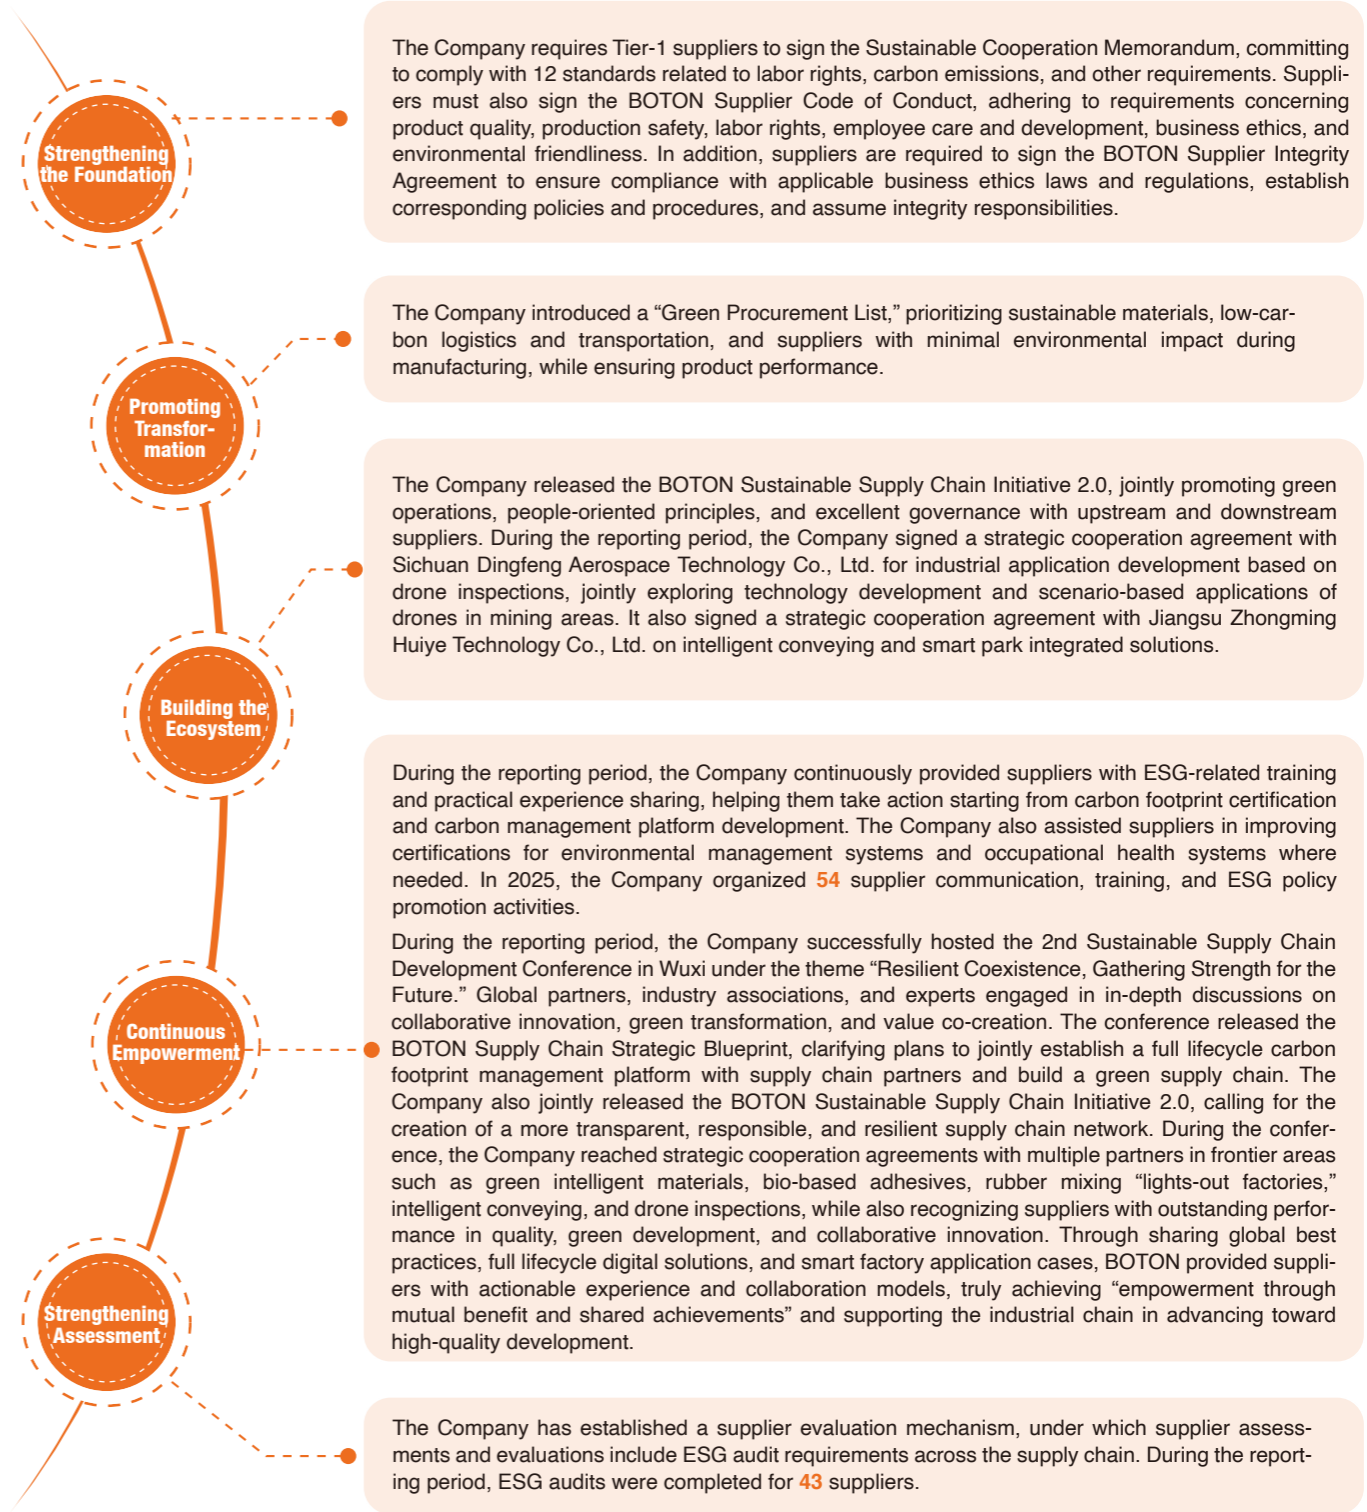 Strengthening
the Foundation
The Company requires Tier-1 suppliers to sign the Sustainable Cooperation Memorandum, committing
to comply with 12 standards related to labor rights, carbon emissions, and other requirements. Suppli-
ers must also sign the BOTON Supplier Code of Conduct, adhering to requirements concerning
product quality, production safety, labor rights, employee care and development, business ethics, and
environmental friendliness. In addition, suppliers are required to sign the BOTON Supplier Integrity
Agreement to ensure compliance with applicable business ethics laws and regulations, establish
corresponding policies and procedures, and assume integrity responsibilities.
Promoting
Transfor-
mation
The Company introduced a “Green Procurement List,” prioritizing sustainable materials, low-car-
bon logistics and transportation, and suppliers with minimal environmental impact during
manufacturing, while ensuring product performance.
Building the
Ecosystem
The Company released the BOTON Sustainable Supply Chain Initiative 2.0, jointly promoting green
operations, people-oriented principles, and excellent governance with upstream and downstream
suppliers. During the reporting period, the Company signed a strategic cooperation agreement with
Sichuan Dingfeng Aerospace Technology Co., Ltd. for industrial application development based on
drone inspections, jointly exploring technology development and scenario-based applications of
drones in mining areas. It also signed a strategic cooperation agreement with Jiangsu Zhongming
Huiye Technology Co., Ltd. on intelligent conveying and smart park integrated solutions.
Continuous
Empowerment
During the reporting period, the Company continuously provided suppliers with ESG-related training
and practical experience sharing, helping them take action starting from carbon footprint certification
and carbon management platform development. The Company also assisted suppliers in improving
certifications for environmental management systems and occupational health systems where
needed. In 2025, the Company organized 54 supplier communication, training, and ESG policy
promotion activities.
During the reporting period, the Company successfully hosted the 2nd Sustainable Supply Chain
Development Conference in Wuxi under the theme “Resilient Coexistence, Gathering Strength for the
Future.” Global partners, industry associations, and experts engaged in in-depth discussions on
collaborative innovation, green transformation, and value co-creation. The conference released the
BOTON Supply Chain Strategic Blueprint, clarifying plans to jointly establish a full lifecycle carbon
footprint management platform with supply chain partners and build a green supply chain. The
Company also jointly released the BOTON Sustainable Supply Chain Initiative 2.0, calling for the
creation of a more transparent, responsible, and resilient supply chain network. During the confer-
ence, the Company reached strategic cooperation agreements with multiple partners in frontier areas
such as green intelligent materials, bio-based adhesives, rubber mixing “lights-out factories,”
intelligent conveying, and drone inspections, while also recognizing suppliers with outstanding perfor-
mance in quality, green development, and collaborative innovation. Through sharing global best
practices, full lifecycle digital solutions, and smart factory application cases, BOTON provided suppli-
ers with actionable experience and collaboration models, truly achieving “empowerment through
mutual benefit and shared achievements” and supporting the industrial chain in advancing toward
high-quality development.
Strengthening
Assessment
The Company has established a supplier evaluation mechanism, under which supplier assess-
ments and evaluations include ESG audit requirements across the supply chain. During the report-
ing period, ESG audits were completed for 43 suppliers.